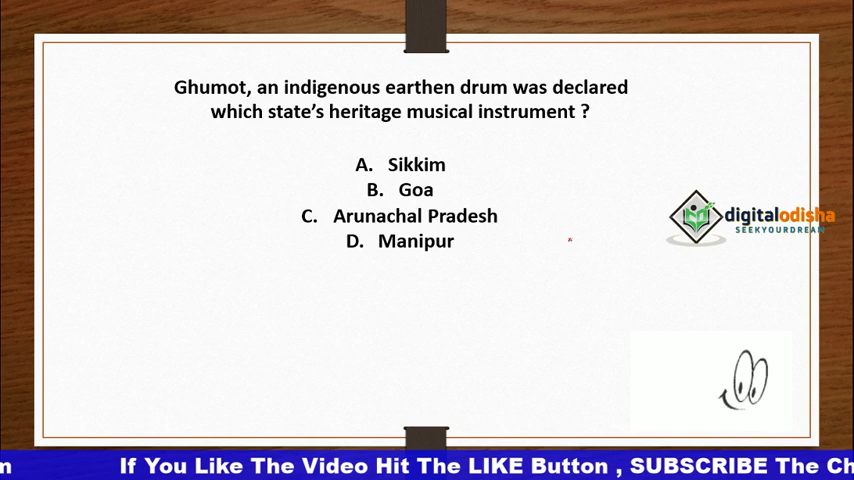 Ghumot, an indigenous earthen drum was declared
which state’s heritage musical instrument ?
A. Sikkim
B. Goa
C. Arunachal Pradesh
D. Manipur
digitalodisha
SEEKYOURDREAM
m If You Like The Video Hit The LIKE Button , SUBSCRIBE The Ch